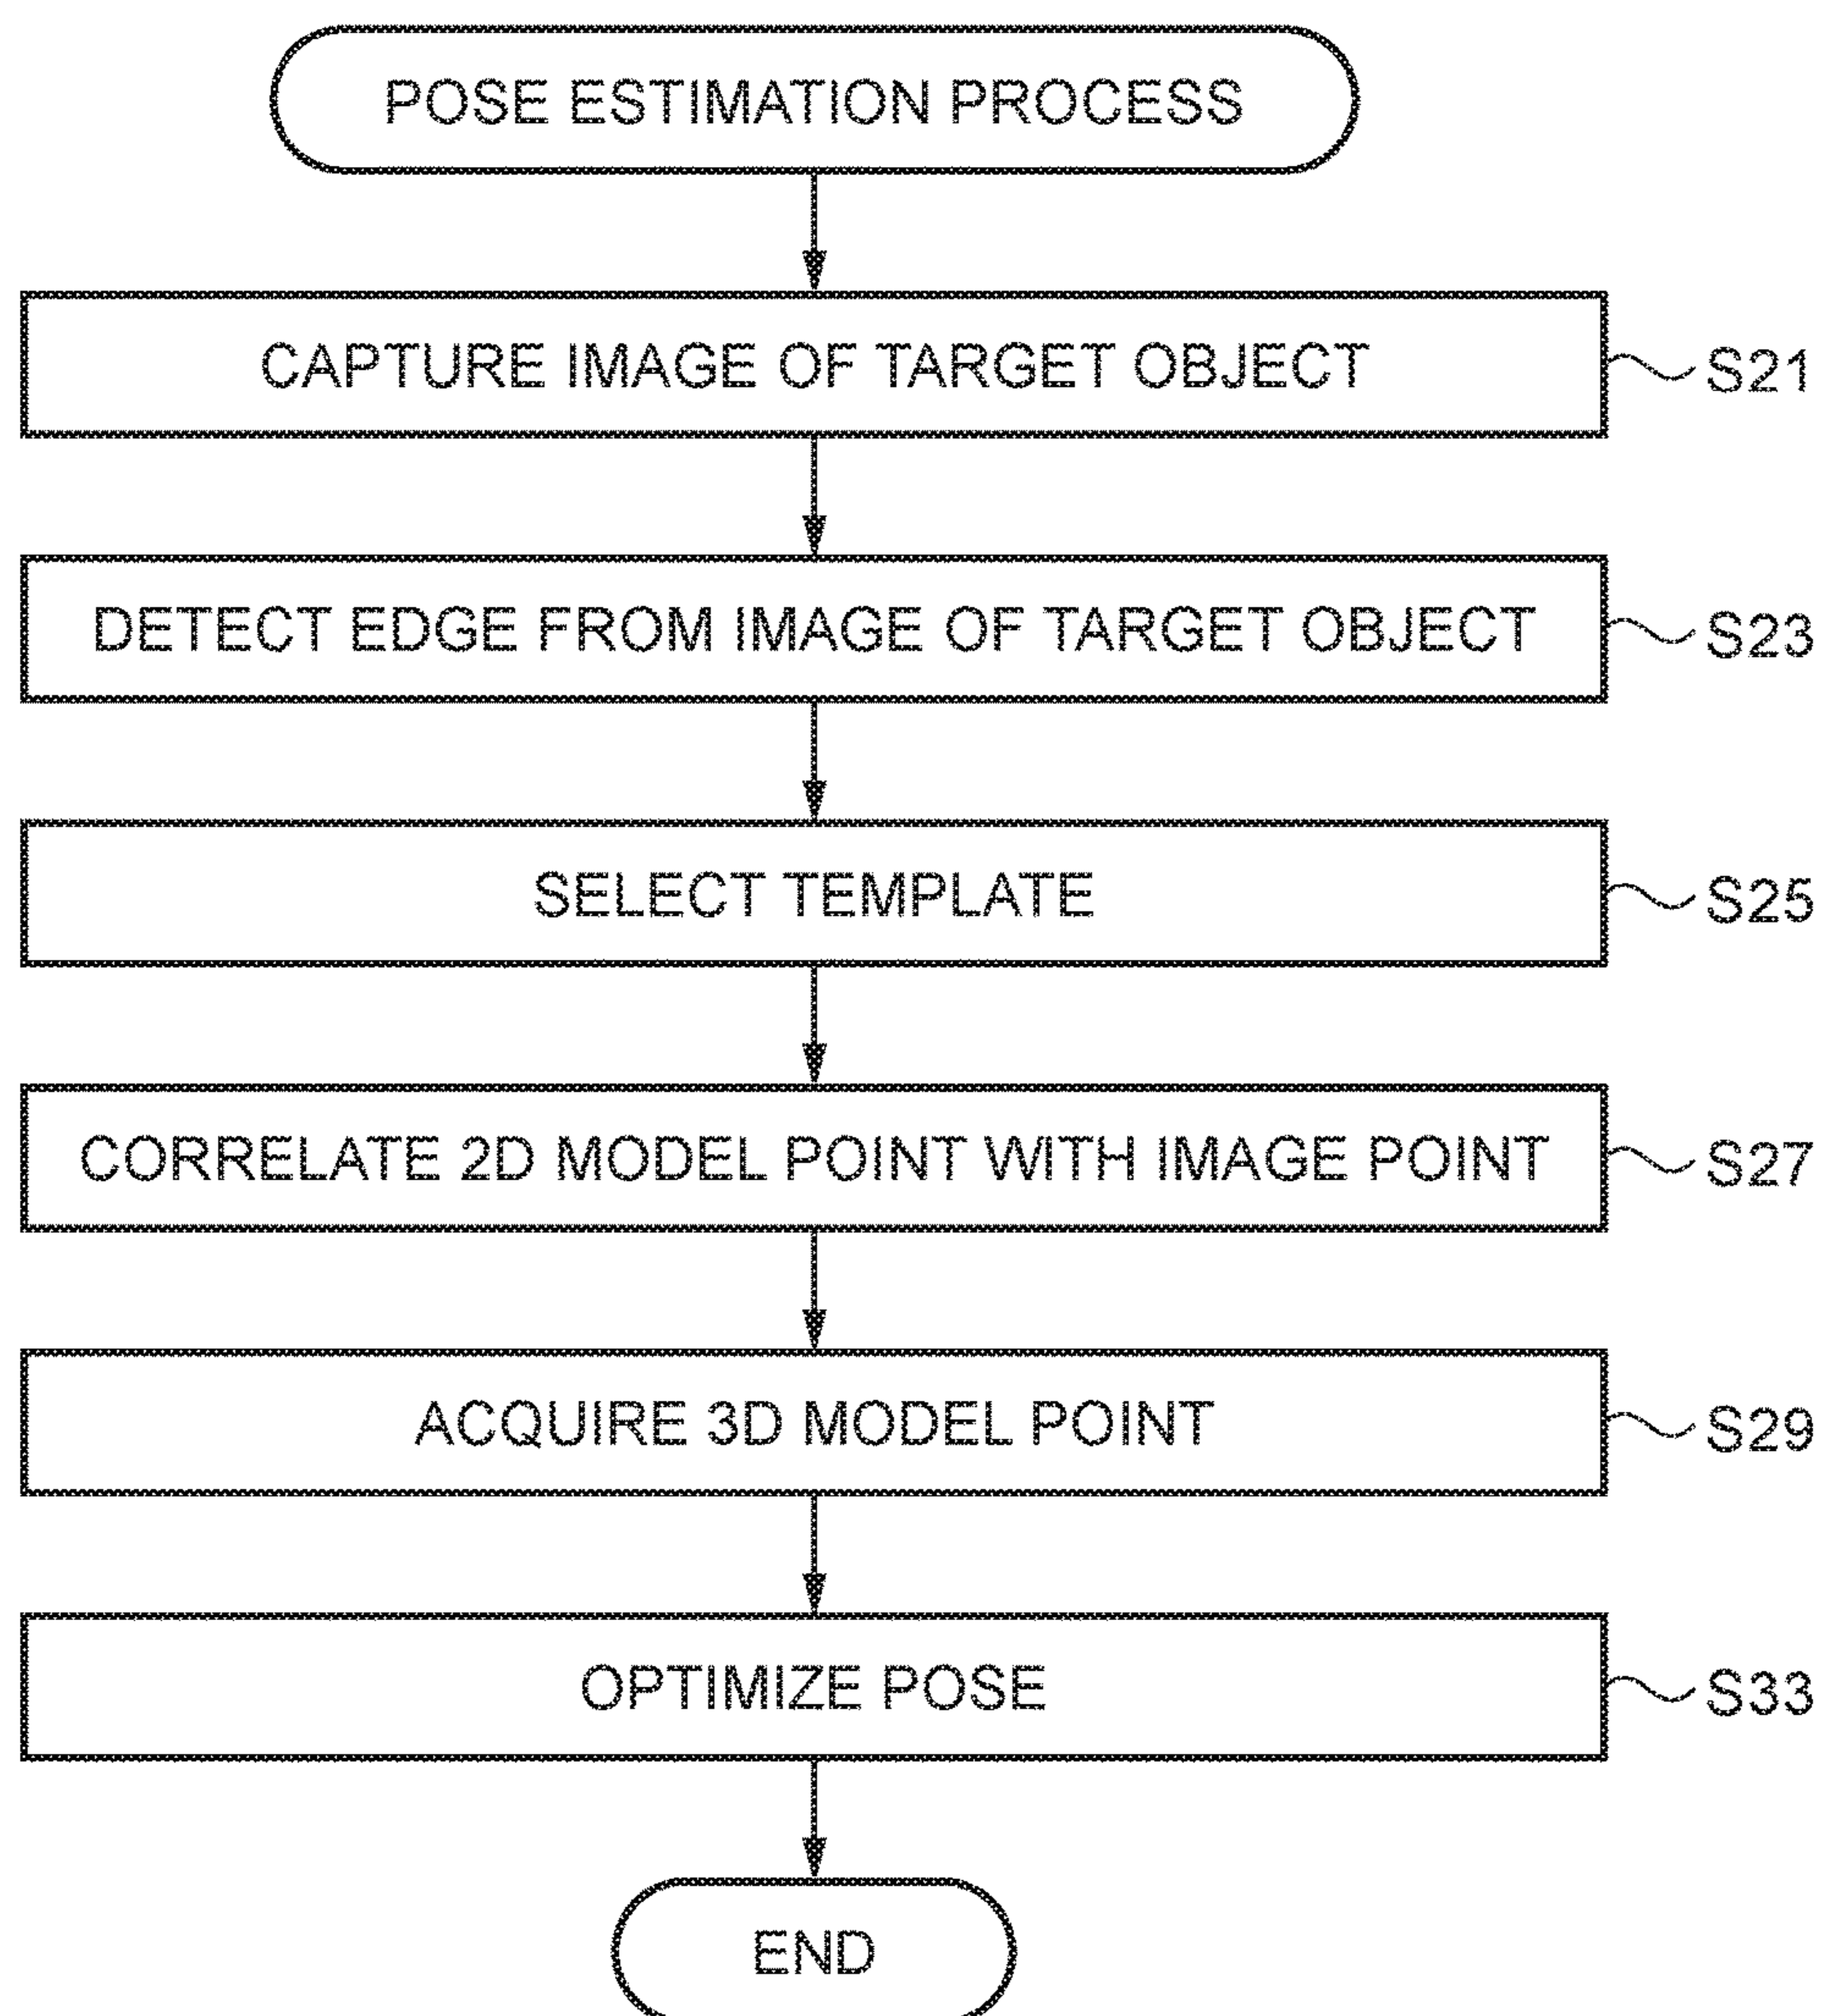 POSE ESTIMATION PROCESS
CAPTURE IMAGE OF TARGET OBJECT
S21
DETECT EDGE FROM IMAGE OF TARGET OBJECT
S23
SELECT TEMPLATE
S25
CORRELATE 2D MODEL POINT WITH IMAGE POINT
S27
ACQUIRE 3D MODEL POINT
S29
OPTIMIZE POSE
S33
END